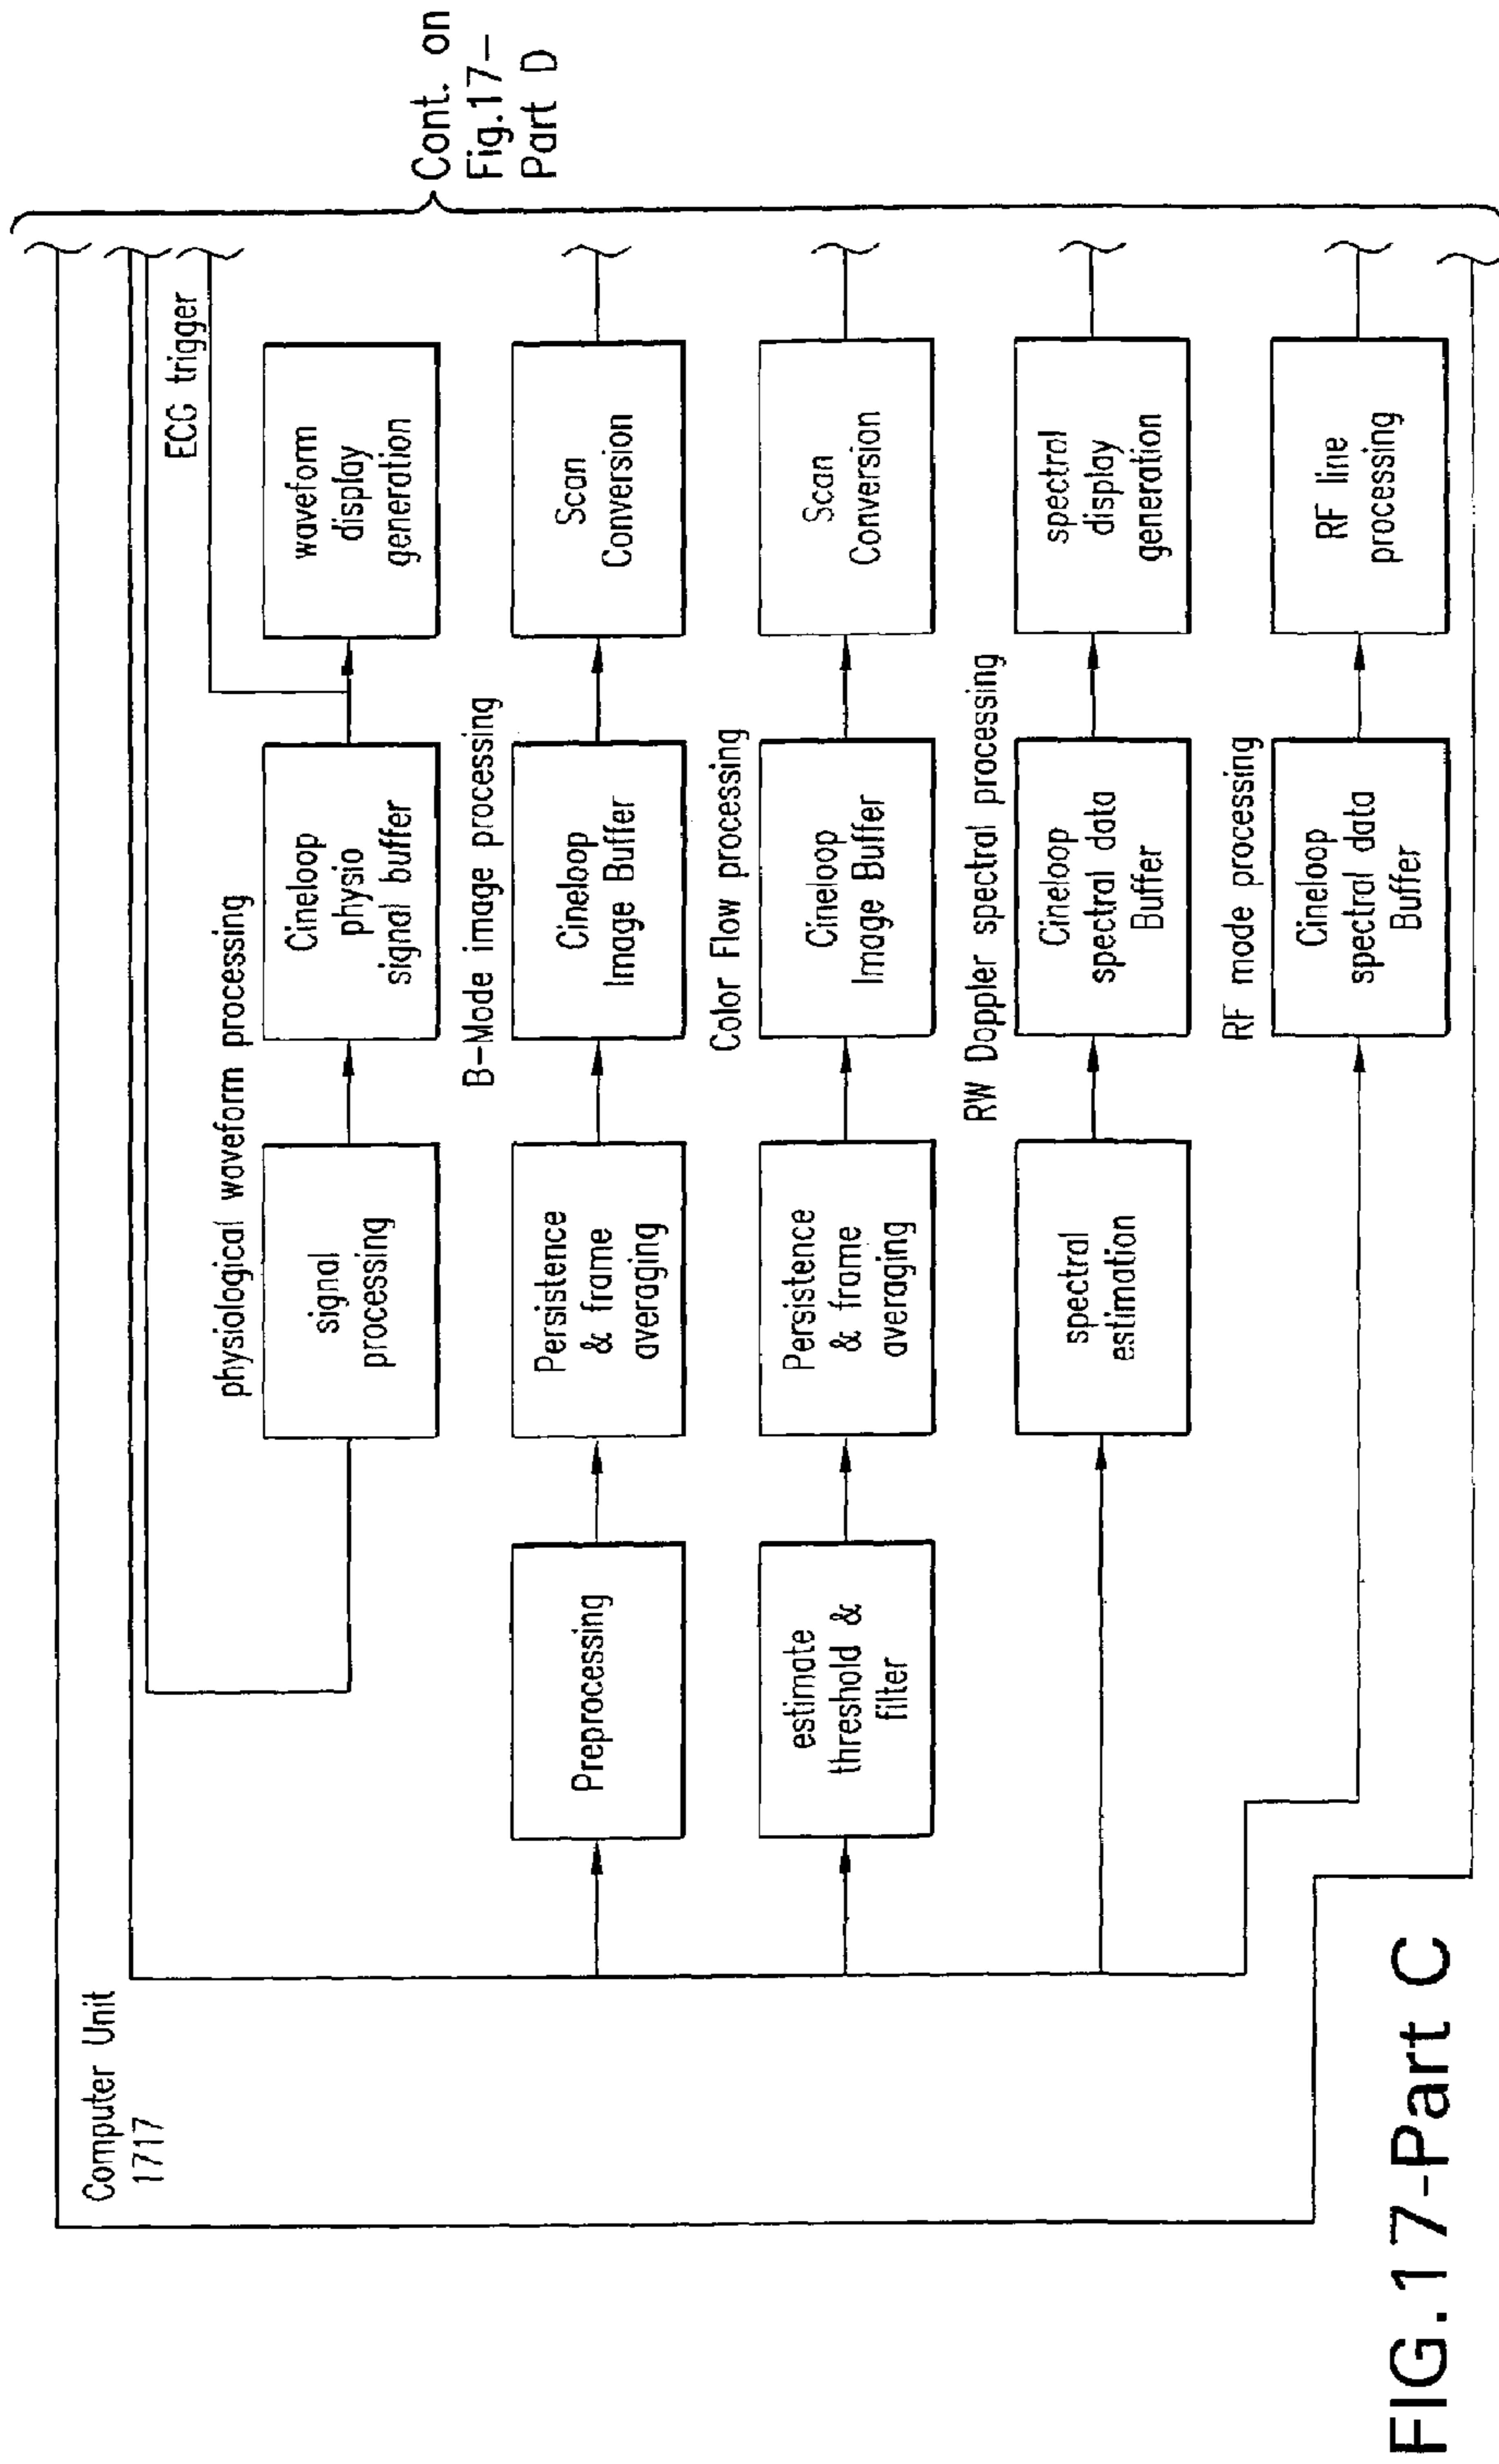 Computer Unit
1717
ECG trigger
physiological waveform processing
signal
processing
Cineloop
physio
signal buffer
waveform
display
generation
B-Mode image processing
Preprocessing
Persistence
& frame
averaging
Cineloop
Image Buffer
Scan
Conversion
Color Flow processing
estimate
threshold &
filter
Persistence
& frame
averaging
Cineloop
Image Buffer
Scan
Conversion
RW Doppler spectral processing
spectral
estimation
Cineloop
spectral data
Buffer
spectral
display
generation
RF mode processing
Cineloop
spectral data
Buffer
RF line
processing
Cont. on
Fig.17-
Part D
FIG.17-Part C